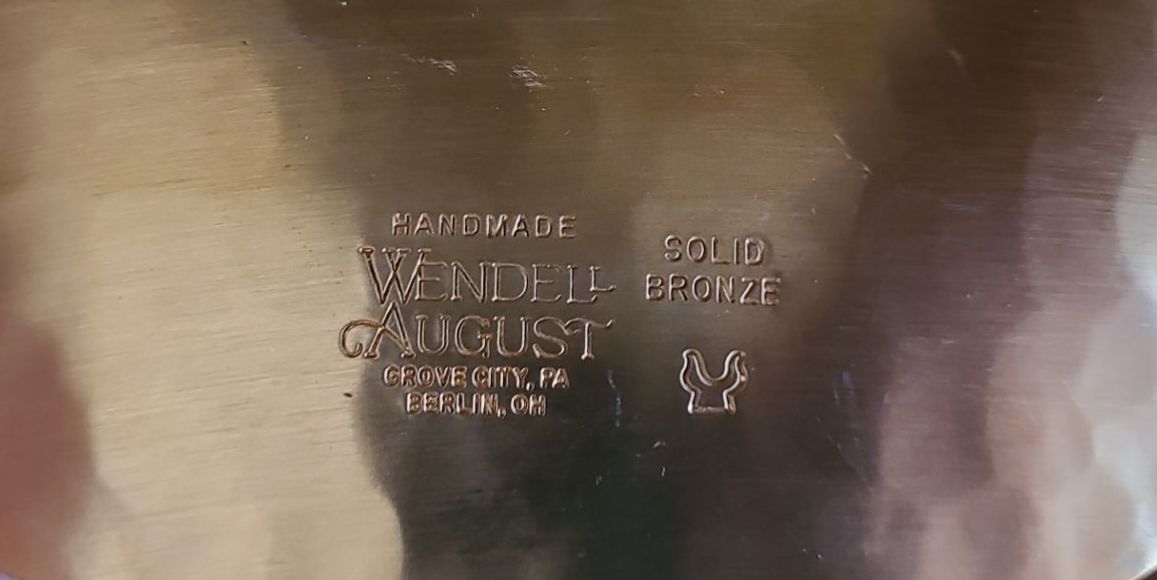 HANDMADE
WENDELL
AUGUST
GROVE CITY, PA
BERLIN, OH
SOLID
BRONZE